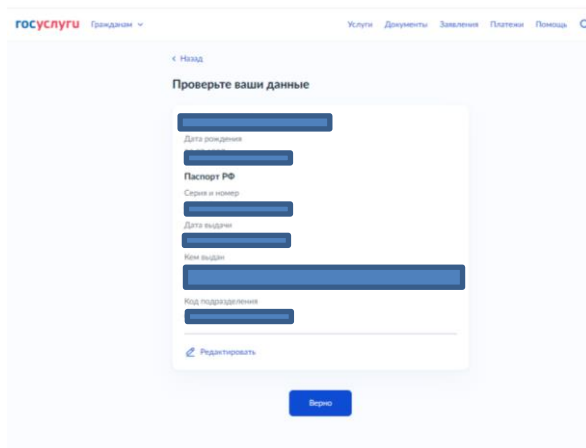 госуслуги Гражданам Услуги Документы Заявления Платежи Помощь
Назад
Проверьте ваши данные
Дата рождения
Паспорт РФ
Серия и номер
Дата выдачи
Кем выдан
Код подразделения
Редактировать
Верно